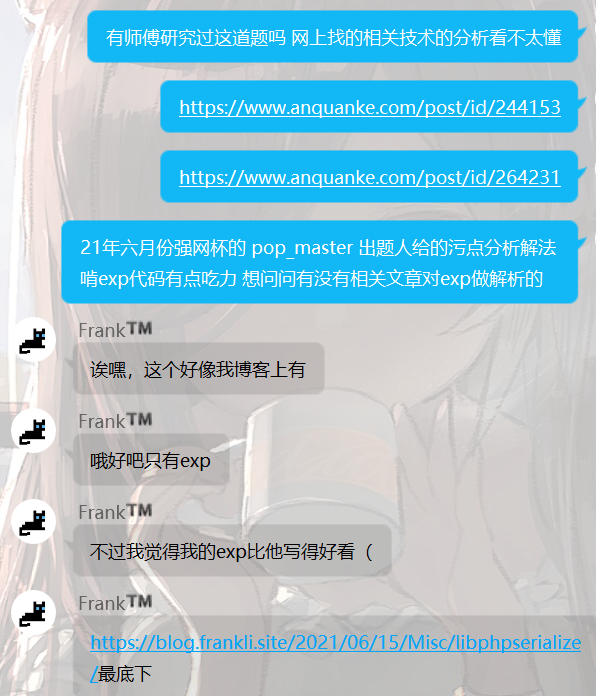 有师傅研究过这道题吗 网上找的相关技术的分析看不太懂
https://www.anquanke.com/post/id/244153
https://www.anquanke.com/post/id/264231
21年六月份强网杯的 pop_master 出题人给的污点分析解法
啃exp代码有点吃力 想问问有没有相关文章对exp做解析的
Frank™
诶嘿，这个好像我博客上有
Frank™
哦好吧只有exp
Frank™
不过我觉得我的exp比他写得好看（
Frank™
https://blog.frankli.site/2021/06/15/Misc/libphpserialize
/最底下